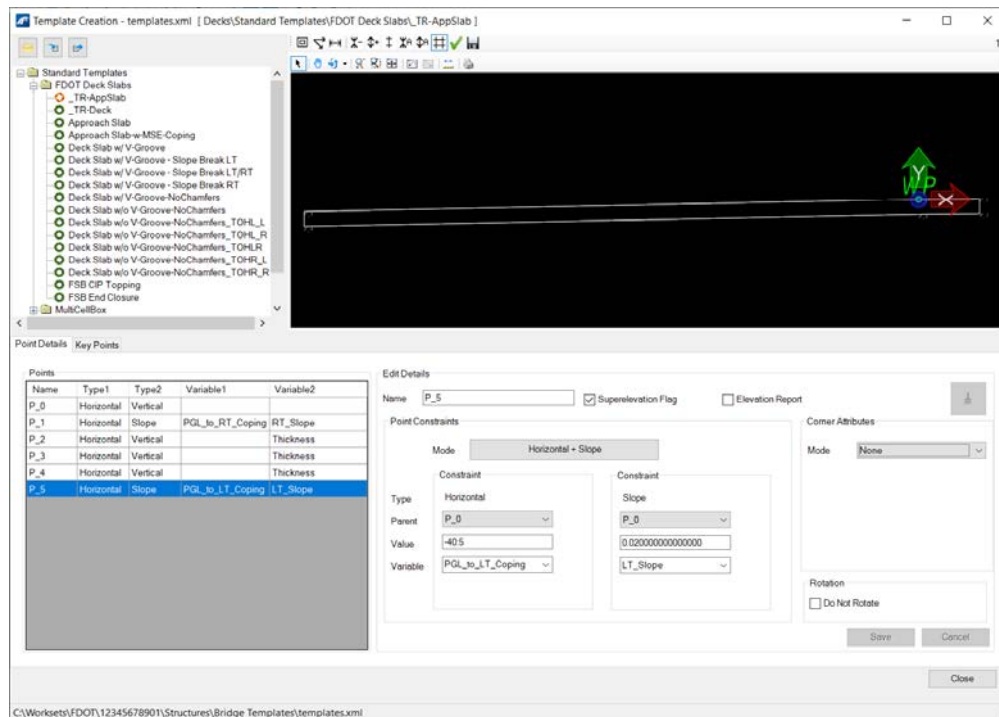 Template Creation - templates.xml [ Decks\Standard Templates\FDOT Deck Slabs\_TR-AppSlab ]
Standard Templates
FDOT Deck Slabs
_TR-AppSlab
_TR-Deck
Approach Slab
Approach Slab-w-MSE-Coping
Deck Slab w/ V-Groove
Deck Slab w/ V-Groove - Slope Break LT
Deck Slab w/ V-Groove - Slope Break LT/RT
Deck Slab w/ V-Groove - Slope Break RT
Deck Slab w/ V-Groove-NoChamfers
Deck Slab w/o V-Groove-NoChamfers
Deck Slab w/o V-Groove-NoChamfers_TOHL_L
Deck Slab w/o V-Groove-NoChamfers_TOHL_R
Deck Slab w/o V-Groove-NoChamfers_TOHLR
Deck Slab w/o V-Groove-NoChamfers_TOHR_L
Deck Slab w/o V-Groove-NoChamfers_TOHR_R
FSB CIP Topping
FSB End Closure
MultiCellBox
Y
WP
X
Point Details Key Points
Points
Name Type1 Type2 Variable1 Variable2
P_0 Horizontal Vertical
P_1 Horizontal Slope PGL_to_RT_Coping RT_Slope
P_2 Horizontal Vertical Thickness
P_3 Horizontal Vertical Thickness
P_4 Horizontal Vertical Thickness
P_5 Horizontal Slope PGL_to_LT_Coping LT_Slope
Edit Details
Name P_5 Superelevation Flag Elevation Report
Point Constraints
Mode Horizontal + Slope
Constraint Constraint
Type Horizontal Slope
Parent P_0 P_0
Value -40:5 0.020000000000000
Variable PGL_to_LT_Coping LT_Slope
Corner Attributes
Mode None
Rotation
Do Not Rotate
Save Cancel
Close
C:\Worksets\FDOT\12345678901\Structures\Bridge Templates\templates.xml